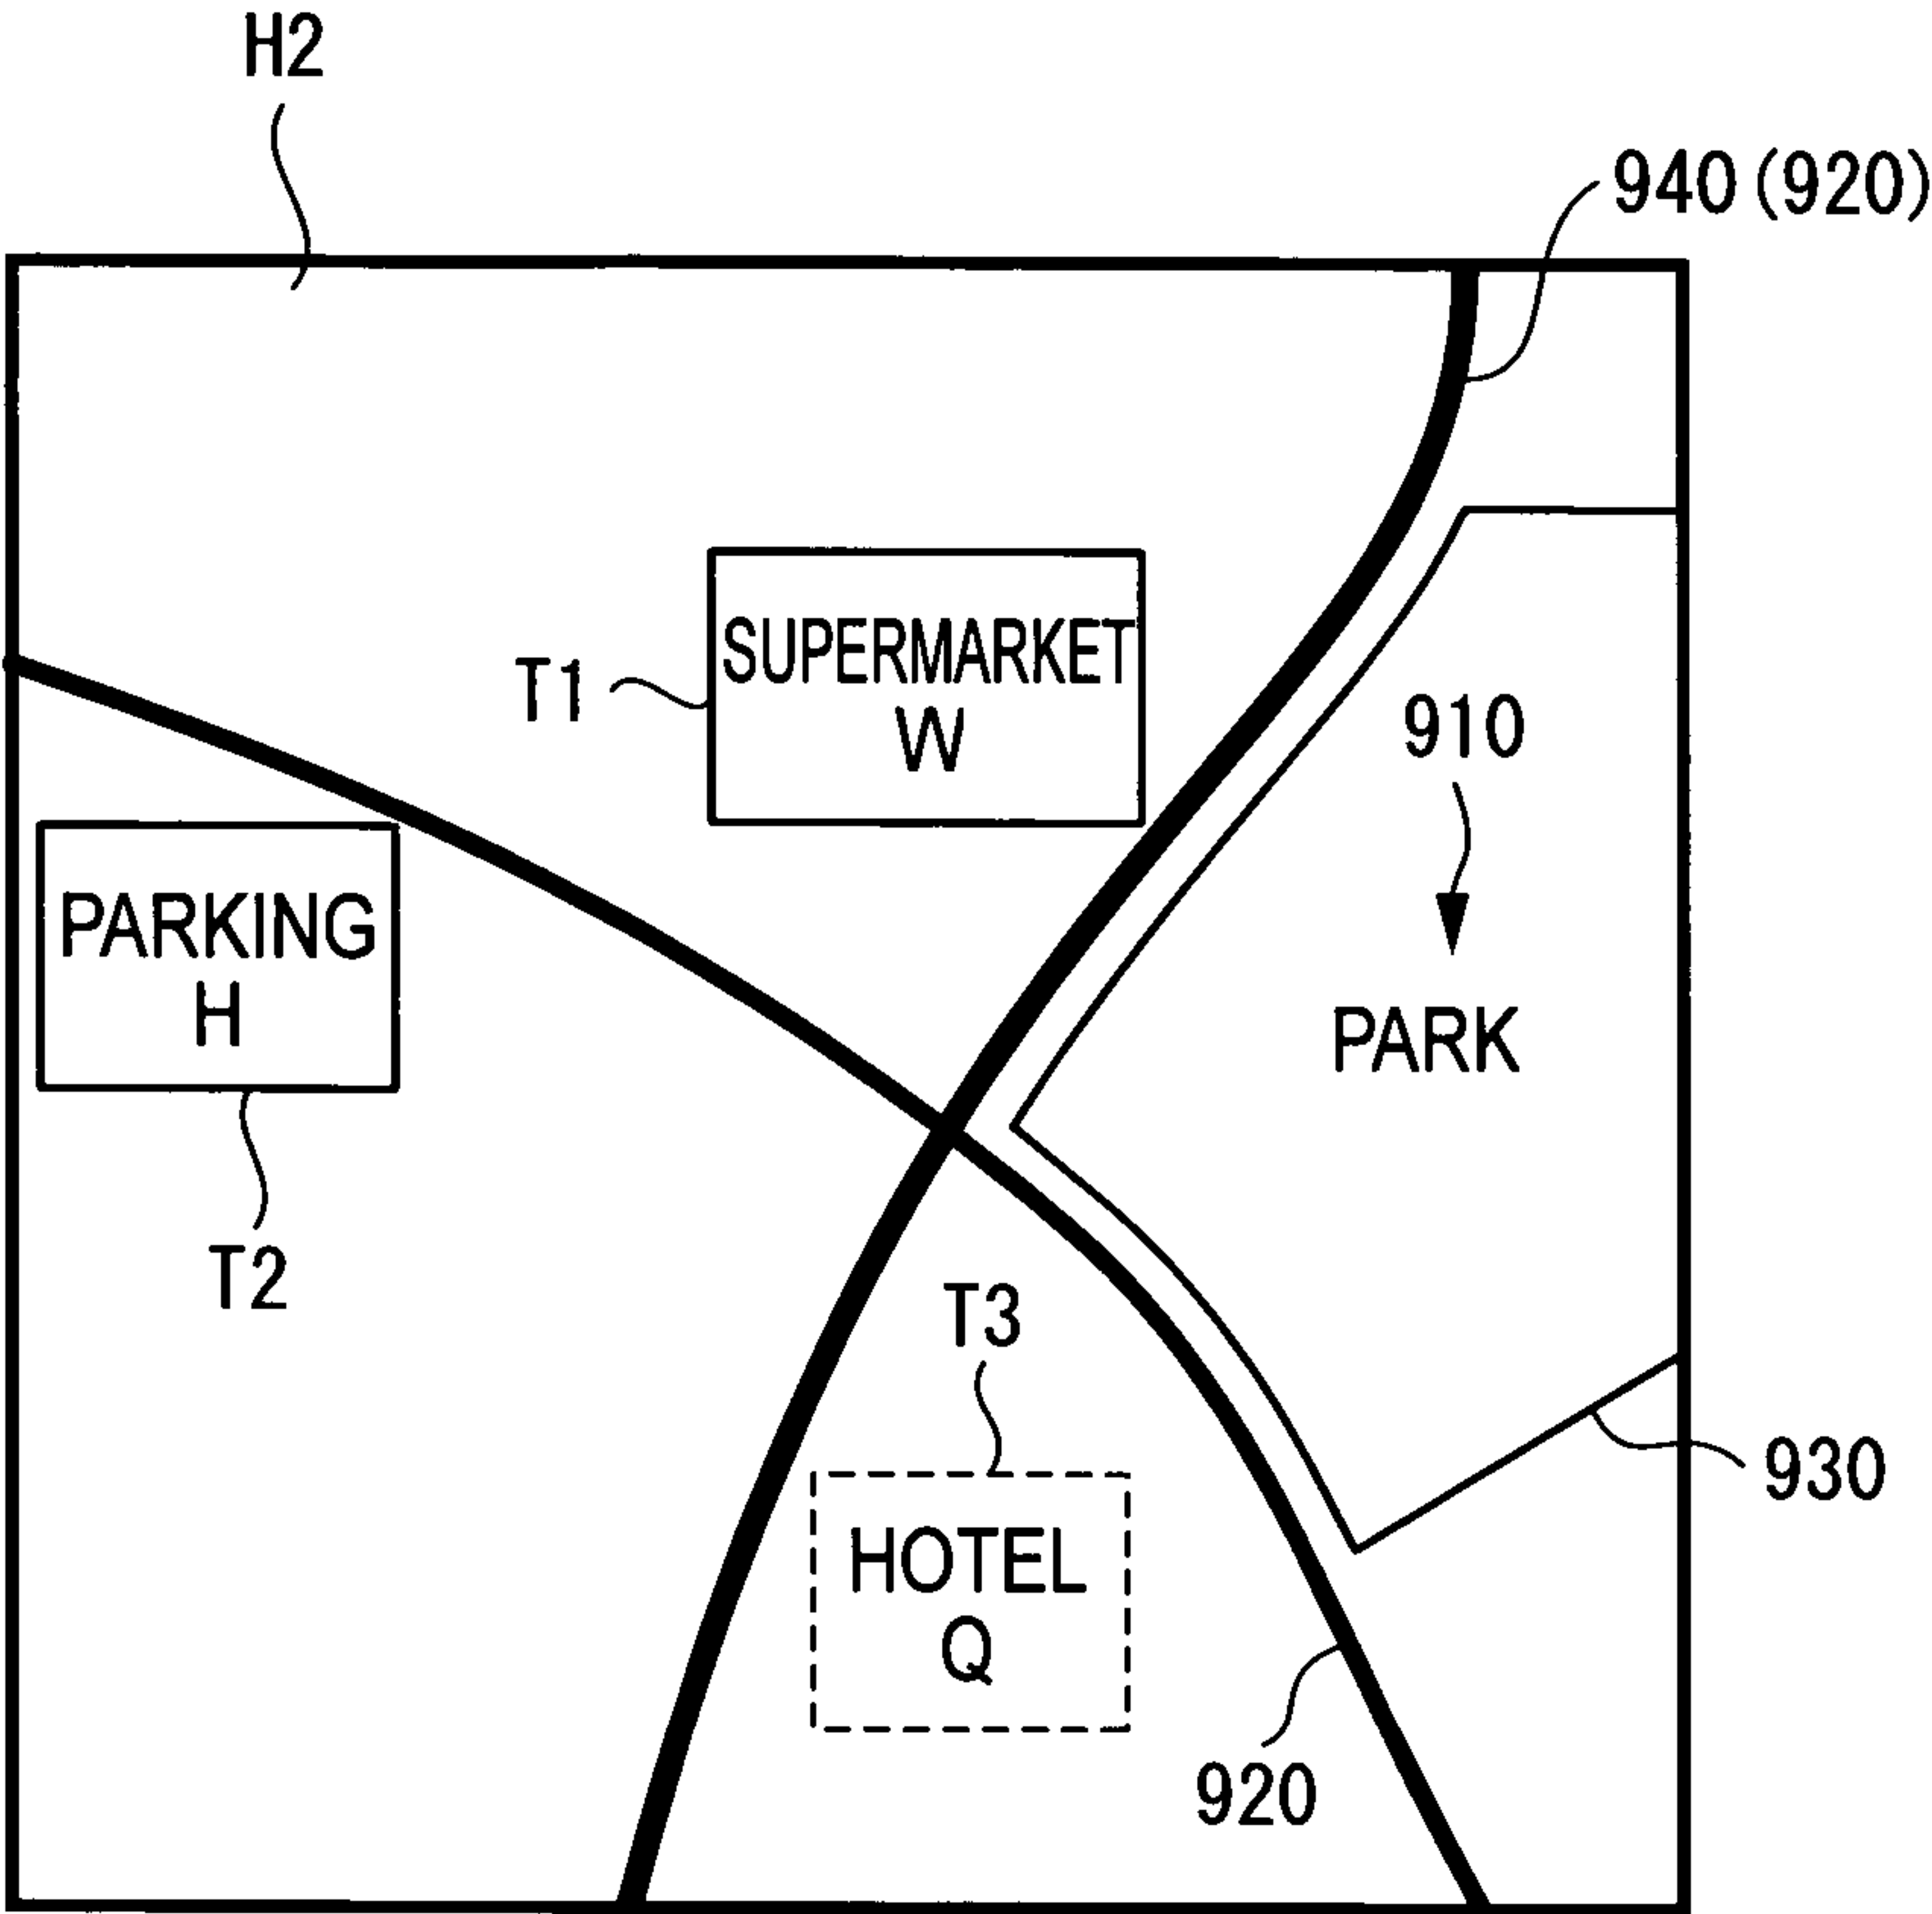 H2
940 (920)
T1
SUPERMARKET
W
910
PARKING
H
PARK
T2
T3
930
HOTEL
Q
920